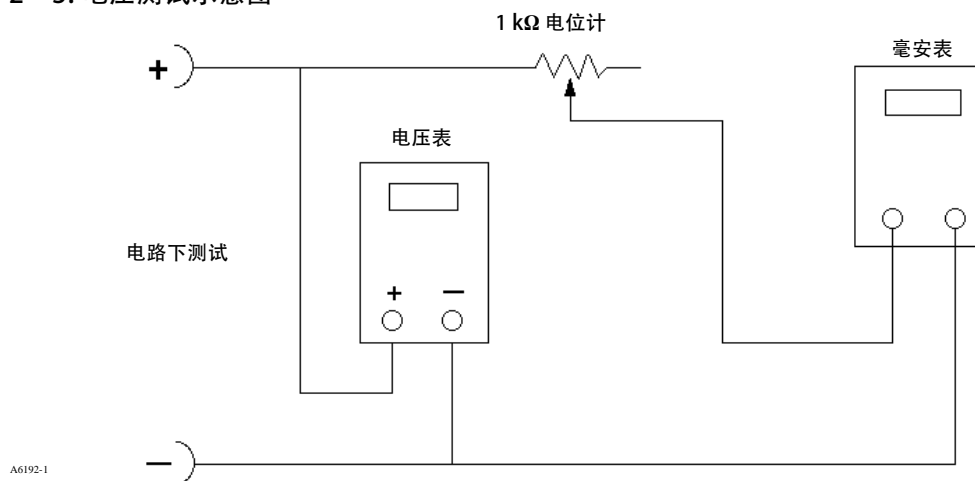 1 kΩ 电位计
毫安表
电压表
电路下测试
+
+
—
—
A6192-1